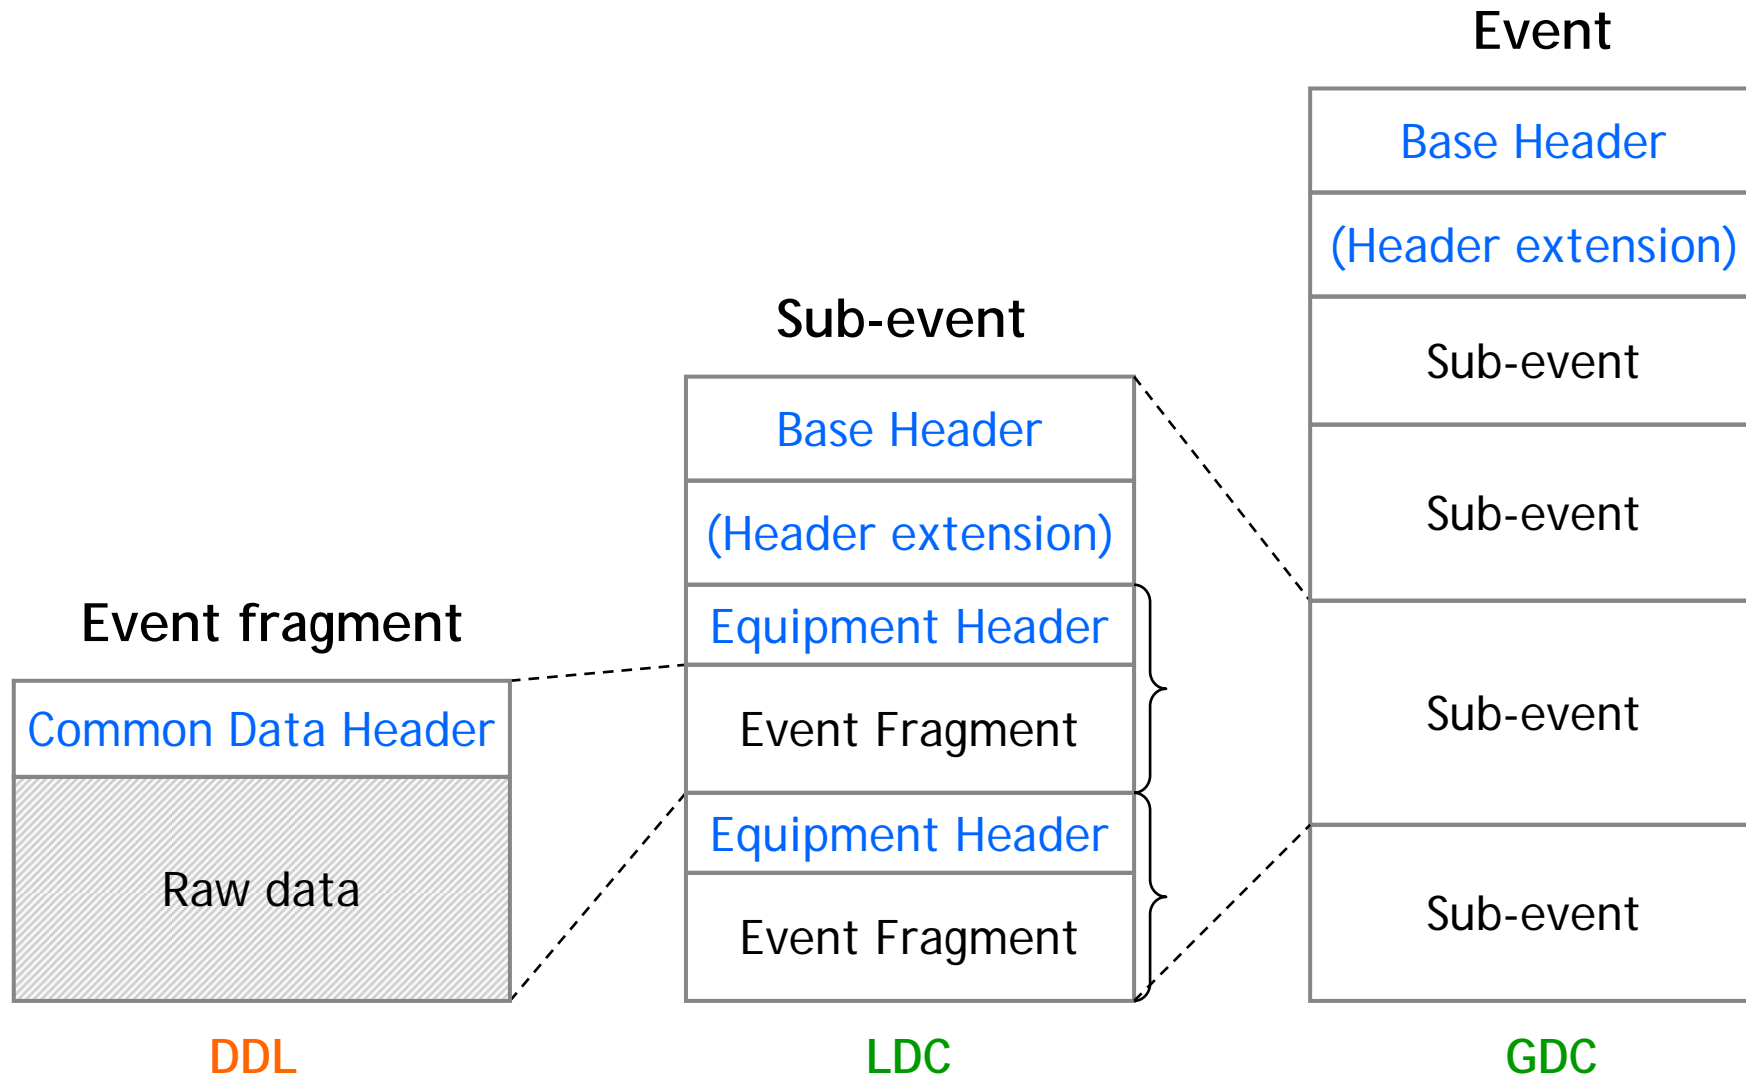 Event fragment
Common Data Header
Raw data
DDL
Sub-event
Base Header
(Header extension)
Equipment Header
Event Fragment
Equipment Header
Event Fragment
LDC
Event
Base Header
(Header extension)
Sub-event
Sub-event
Sub-event
Sub-event
GDC